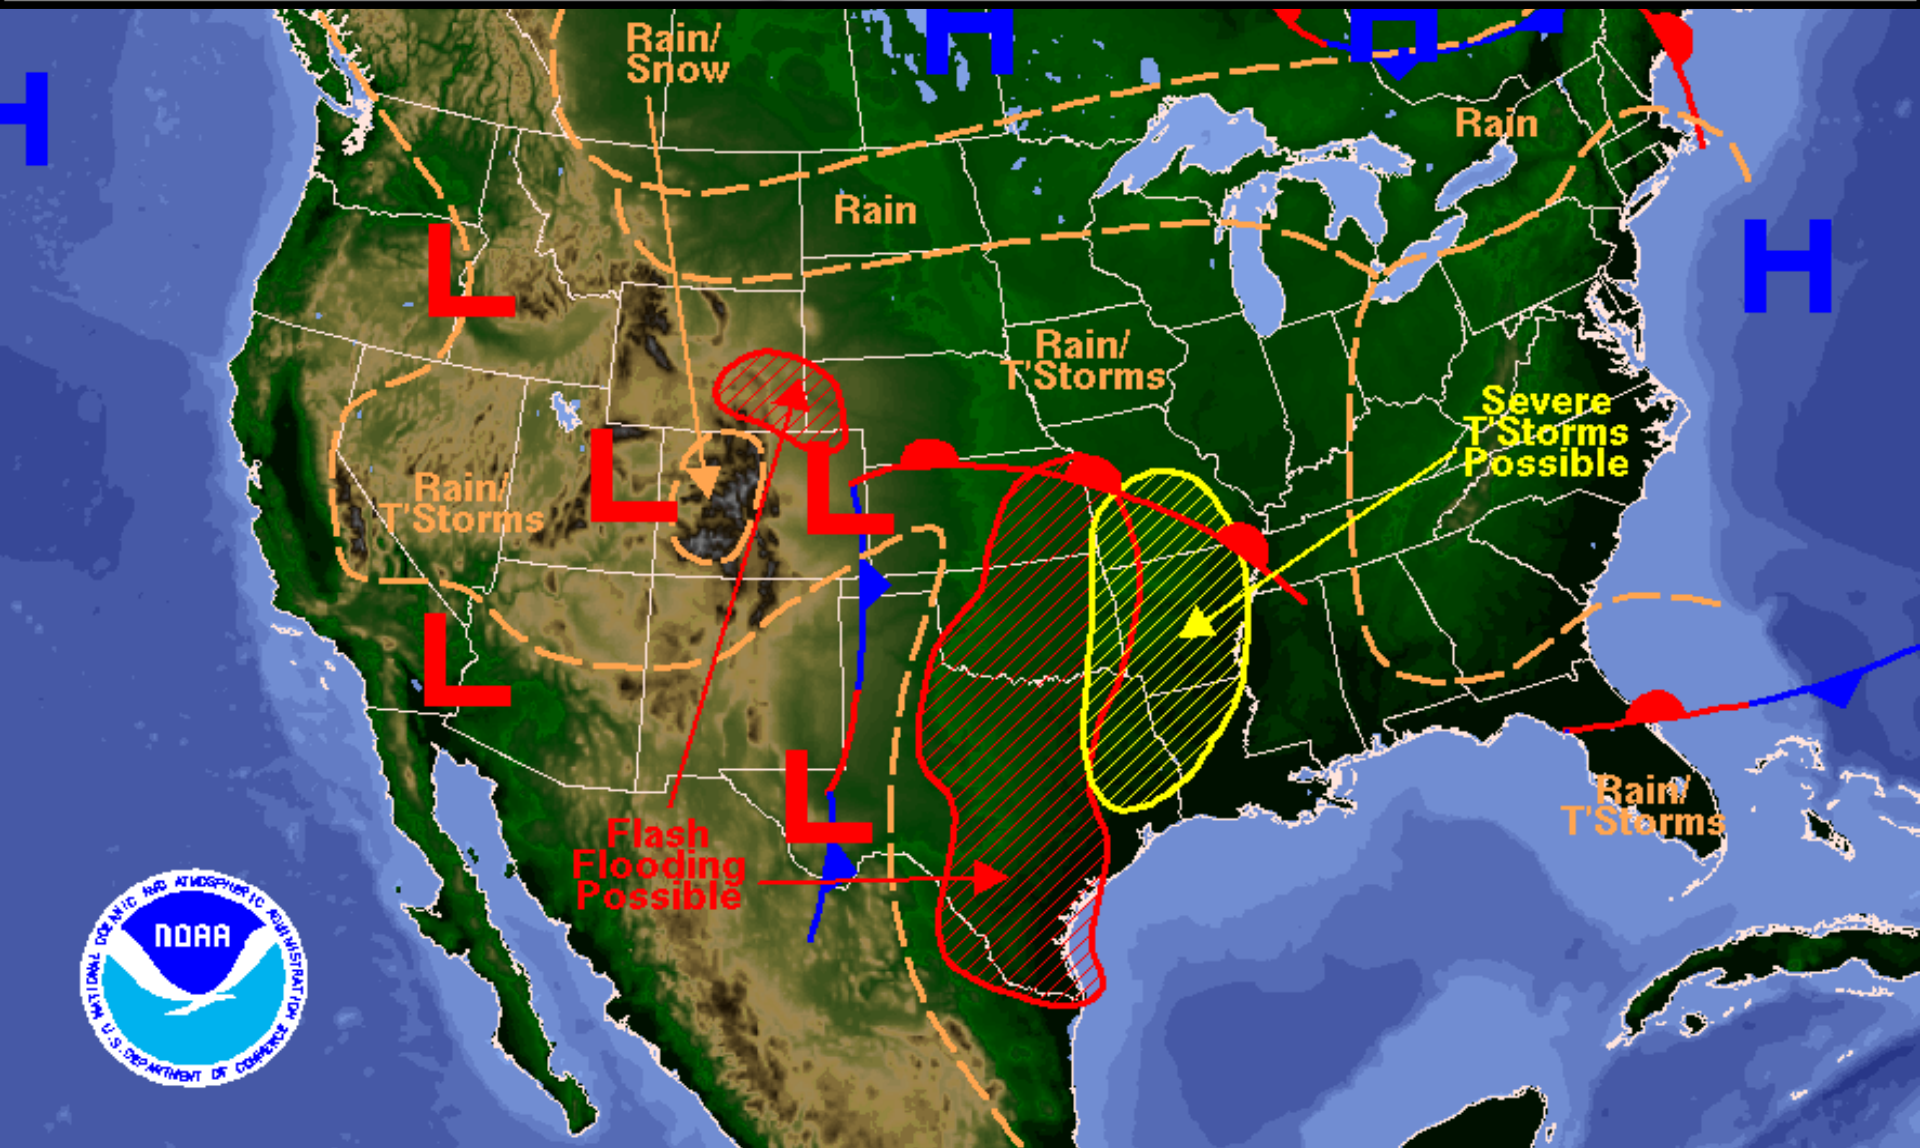 H
H
H
H
Rain/
Snow
Rain
Rain
L
Rain/
T'Storms
Severe
T'Storms
Possible
L
L
Rain/
T'Storms
L
L
Rain/
T'Storms
Flash
Flooding
Possible
NATIONAL OCEANIC AND ATMOSPHERIC ADMINISTRATION
NOAA
U.S. DEPARTMENT OF COMMERCE